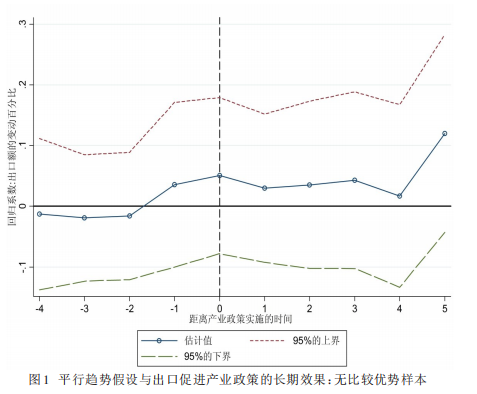 .3
.2
.1
0
-.1
回归系数:出口额的变动百分比
-4 -3 -2 -1 0 1 2 3 4 5
距离产业政策实施的时间
估计值 95%的上界
95%的下界
图1 平行趋势假设与出口促进产业政策的长期效果:无比较优势样本